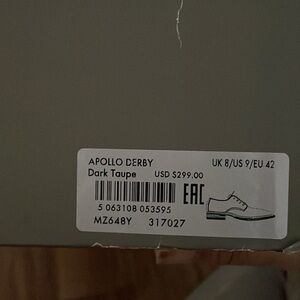 APOLLO DERBY UK 8/US 9/EU 42
Dark Taupe USD $299.00
EAC
5 063108 053595
MZ648Y 317027